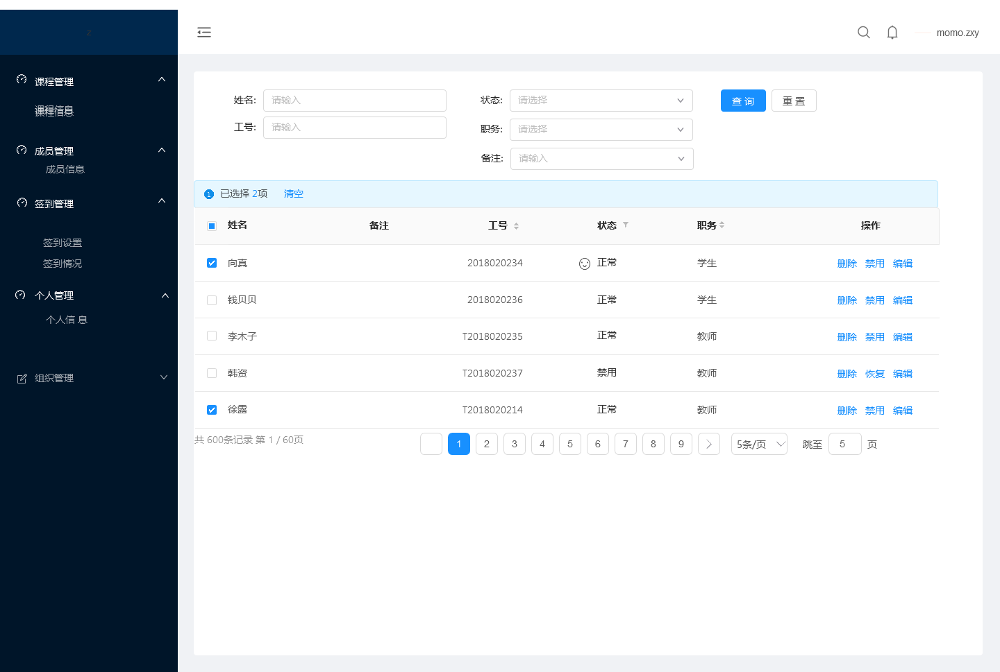 z
momo.zxy
课程管理
课程信息
课程信息
成员管理
成员信息
签到管理
签到设置
签到情况
个人管理
个人信 息
组织管理
姓名: 请输入 状态: 请选择 查 询 重 置
工号: 请输入 职务: 请选择
备注: 请输入
1 已选择 2项 清空
姓名 备注 工号 状态 职务 操作
向真 2018020234 正常 学生 删除 禁用 编辑
钱贝贝 2018020236 正常 学生 删除 禁用 编辑
李木子 T2018020235 正常 教师 删除 禁用 编辑
韩资 T2018020237 禁用 教师 删除 恢复 编辑
徐露 T2018020214 正常 教师 删除 禁用 编辑
共 600条记录 第 1 / 60页 1 2 3 4 5 6 7 8 9 5条/页 跳至 5 页